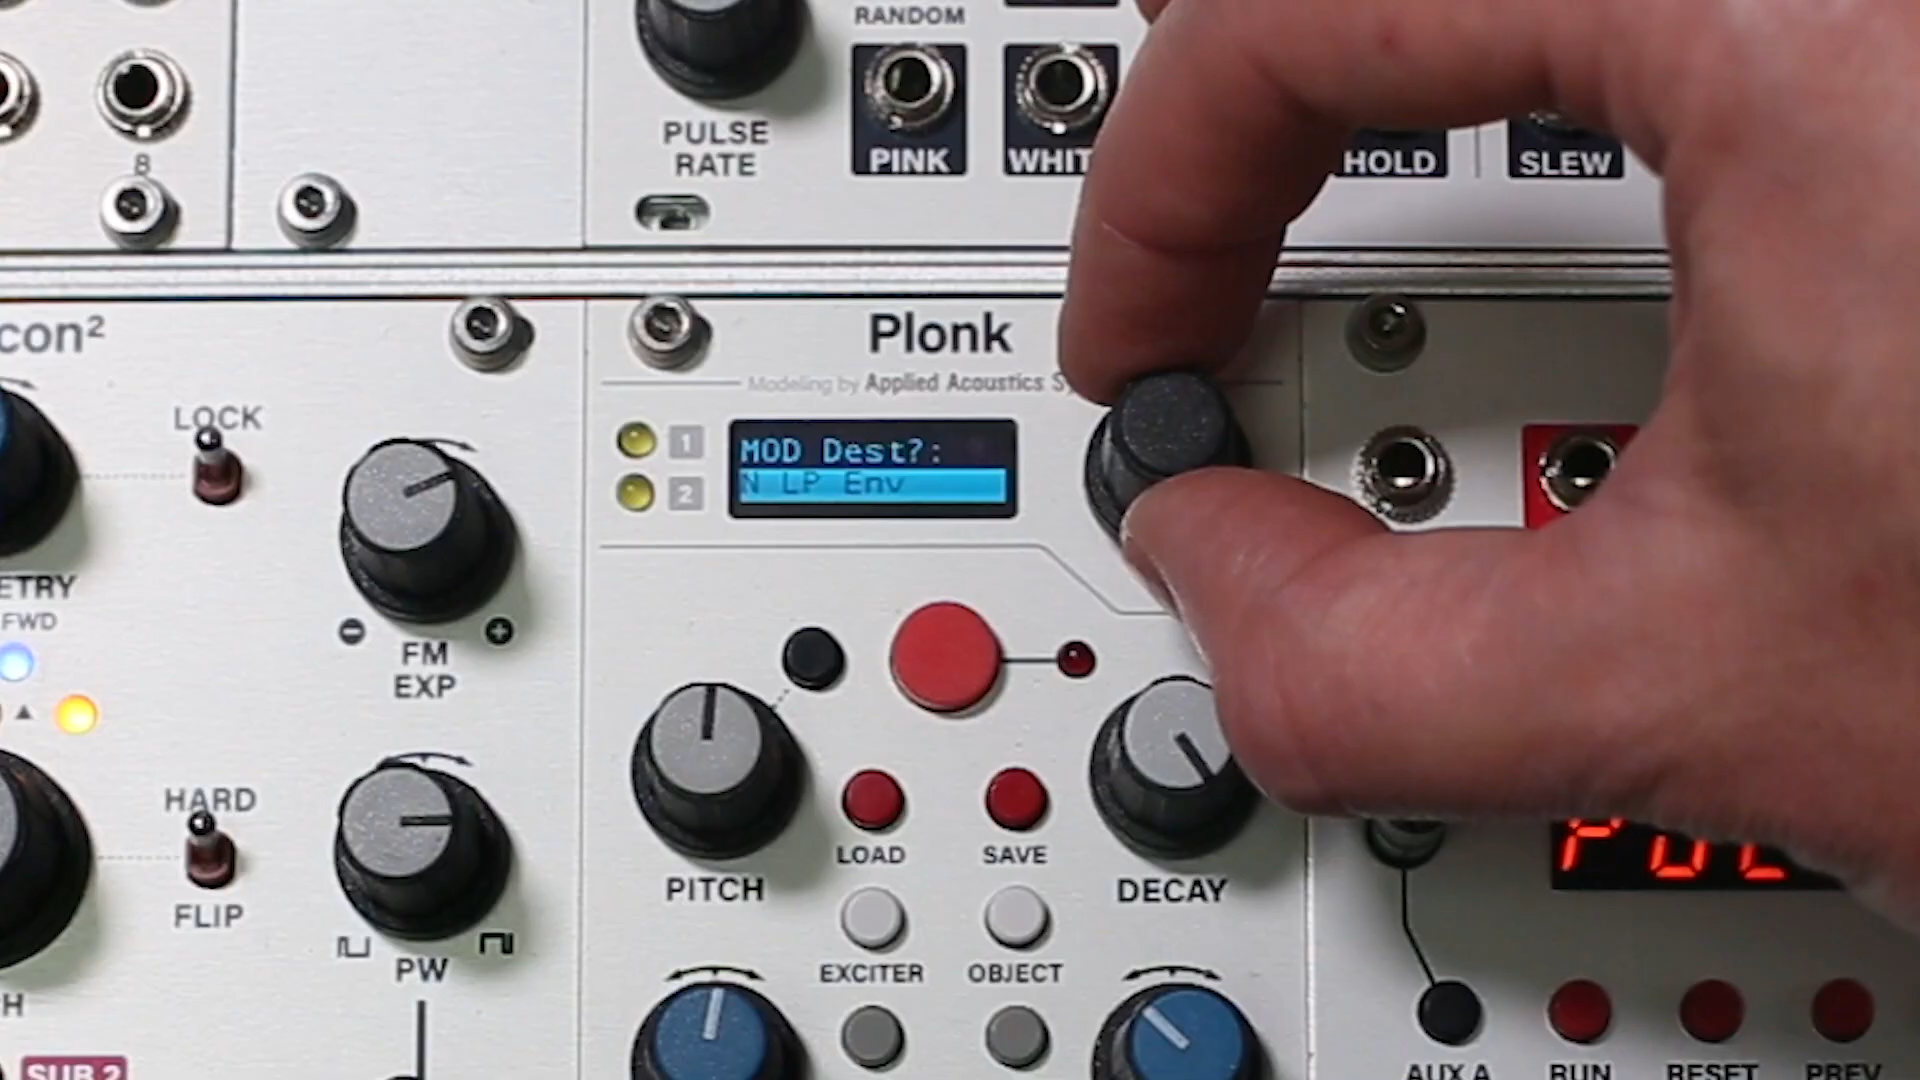 RANDOM
PULSE
RATE
PINK
WHIT
HOLD
SLEW
8
con²
Plonk
Modeling by Applied Acoustics S
LOCK
1
MOD Dest?:
2
N LP Env
ETRY
FWD
FM
EXP
HARD
FLIP
PW
PITCH
LOAD
SAVE
DECAY
EXCITER
OBJECT
H
SUB 2
AUX A
RUN
RESET
PREV